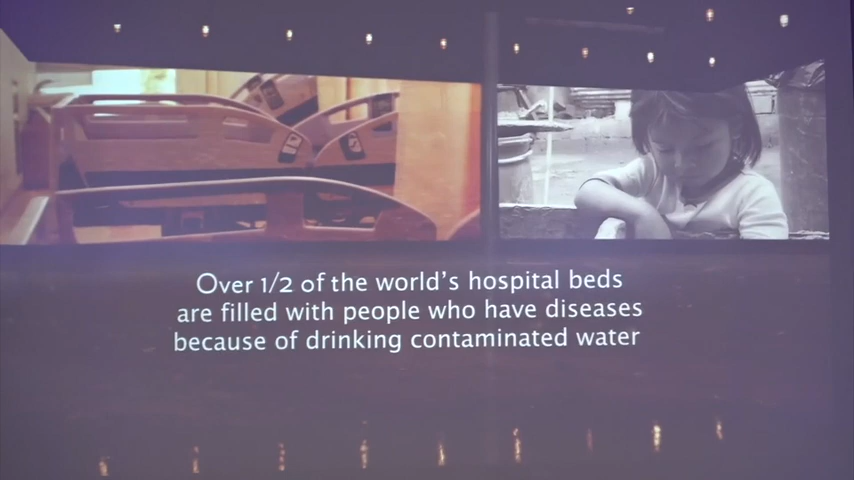 Over 1/2 of the world's hospital beds
are filled with people who have diseases
because of drinking contaminated water